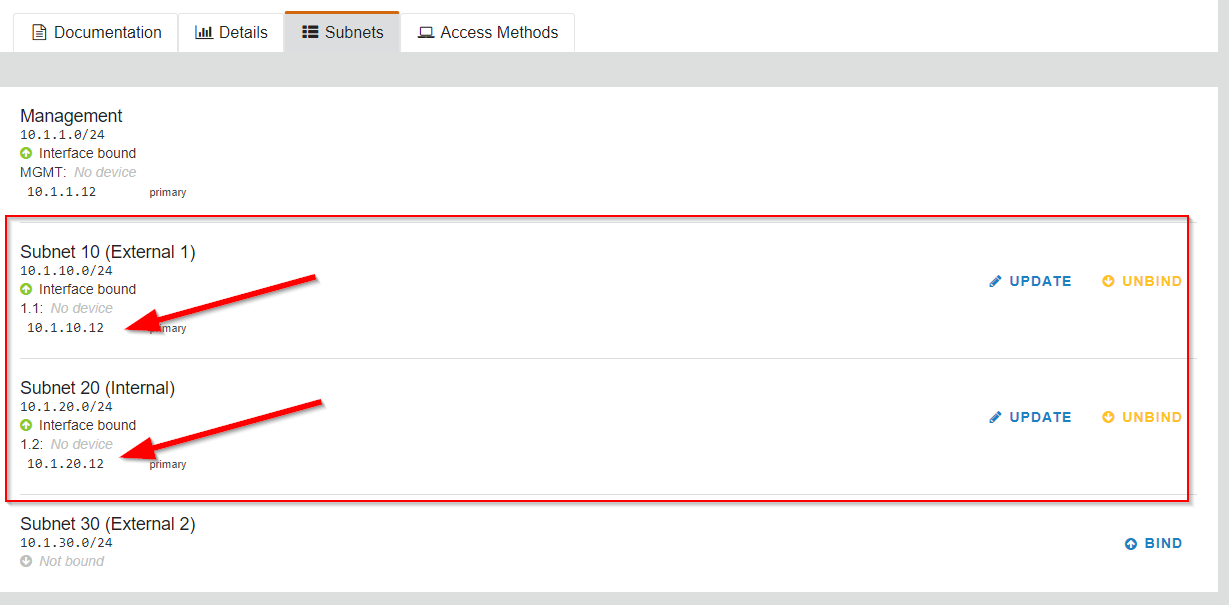 Documentation Details Subnets Access Methods
Management
10.1.1.0/24
Interface bound
MGMT: No device
10.1.1.12 primary
Subnet 10 (External 1)
10.1.10.0/24
Interface bound
UPDATE UNBIND
1.1: No device
10.1.10.12 primary
Subnet 20 (Internal)
10.1.20.0/24
Interface bound
UPDATE UNBIND
1.2: No device
10.1.20.12 primary
Subnet 30 (External 2)
10.1.30.0/24
BIND
Not bound